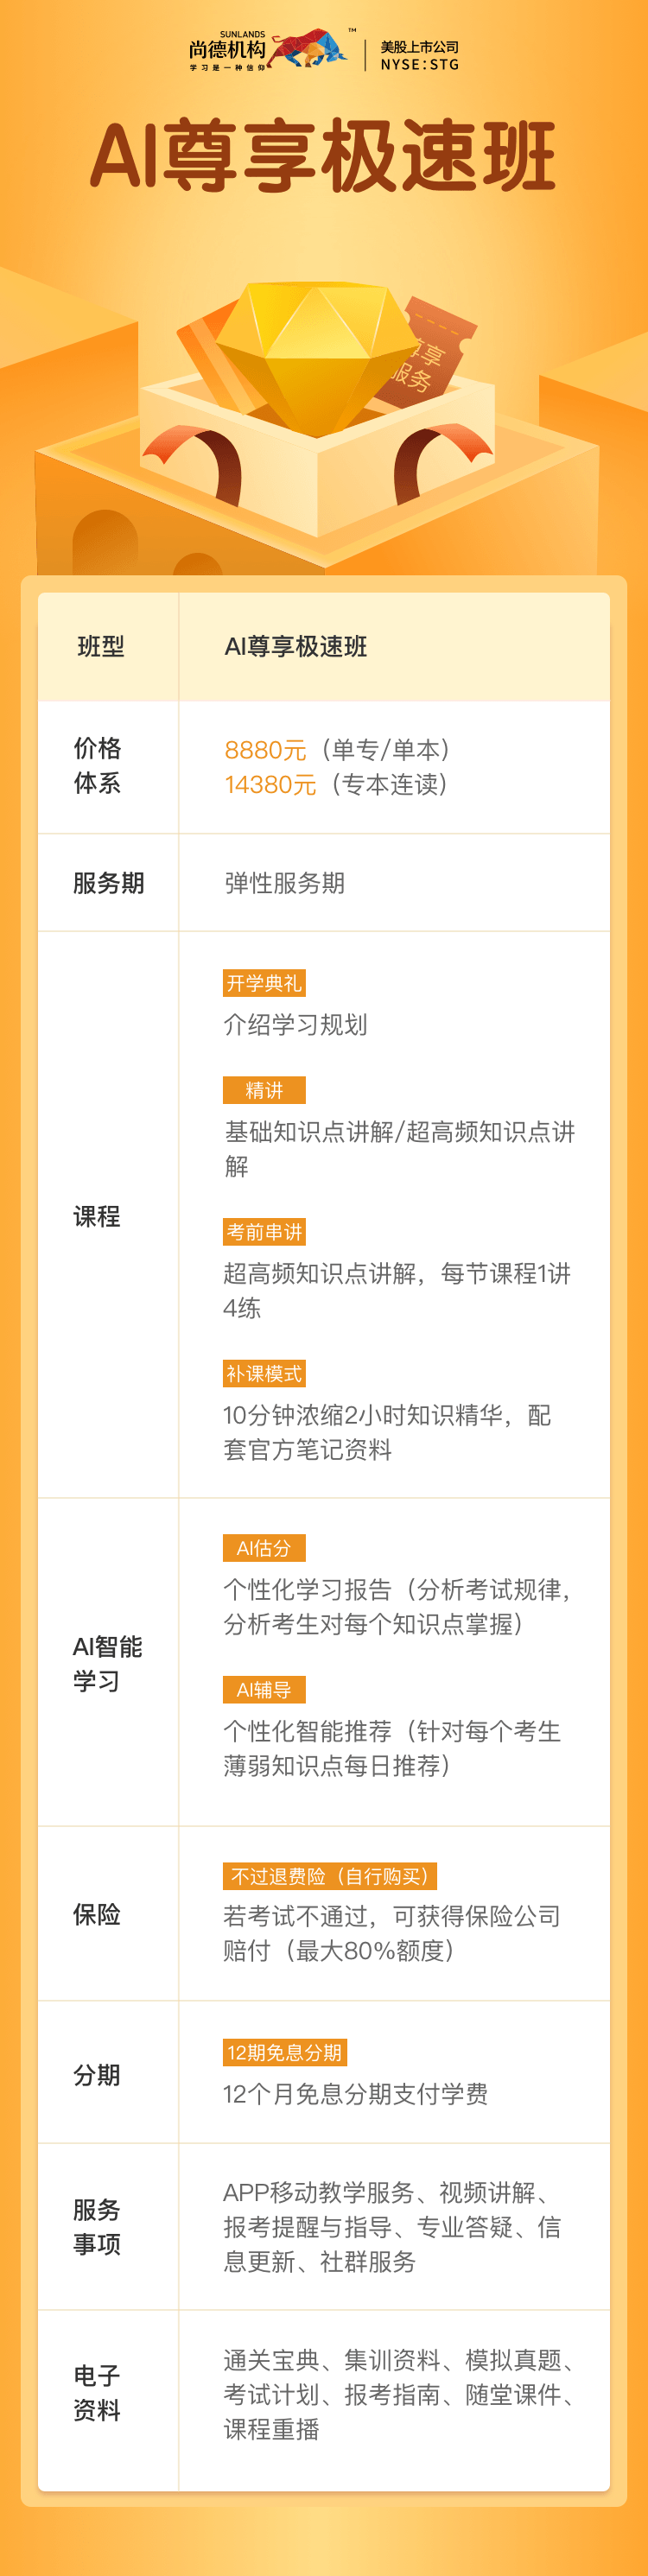 SUNLANDS
尚德机构
学习是一种信仰
TM
美股上市公司
NYSE:STG
AI尊享极速班
尊享
服务
班型
AI尊享极速班
价格
体系
8880元（单专/单本）
14380元（专本连读）
服务期
弹性服务期
课程
开学典礼
介绍学习规划
精讲
基础知识点讲解/超高频知识点讲
解
考前串讲
超高频知识点讲解，每节课程1讲
4练
补课模式
10分钟浓缩2小时知识精华，配
套官方笔记资料
AI智能
学习
AI估分
个性化学习报告（分析考试规律，
分析考生对每个知识点掌握）
AI辅导
个性化智能推荐（针对每个考生
薄弱知识点每日推荐）
保险
不过退费险（自行购买）
若考试不通过，可获得保险公司
赔付（最大80%额度）
分期
12期免息分期
12个月免息分期支付学费
服务
事项
APP移动教学服务、视频讲解、
报考提醒与指导、专业答疑、信
息更新、社群服务
电子
资料
通关宝典、集训资料、模拟真题、
考试计划、报考指南、随堂课件、
课程重播